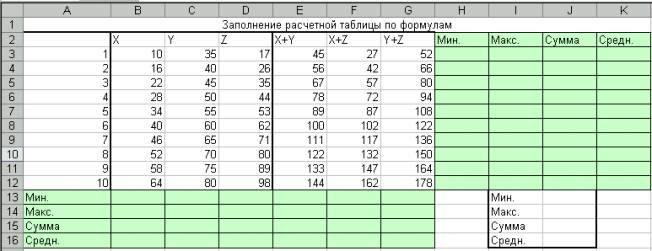 A B C D E F G H I J K
1 Заполнение расчетной таблицы по формулам
2 X Y Z X+Y X+Z Y+Z Мин. Макс. Сумма Средн.
3 1 10 35 17 45 27 52
4 2 16 40 26 56 42 66
5 3 22 45 35 67 57 80
6 4 28 50 44 78 72 94
7 5 34 55 53 89 87 108
8 6 40 60 62 100 102 122
9 7 46 65 71 111 117 136
10 8 52 70 80 122 132 150
11 9 58 75 89 133 147 164
12 10 64 80 98 144 162 178
13 Мин. Мин.
14 Макс. Макс.
15 Сумма Сумма
16 Средн. Средн.